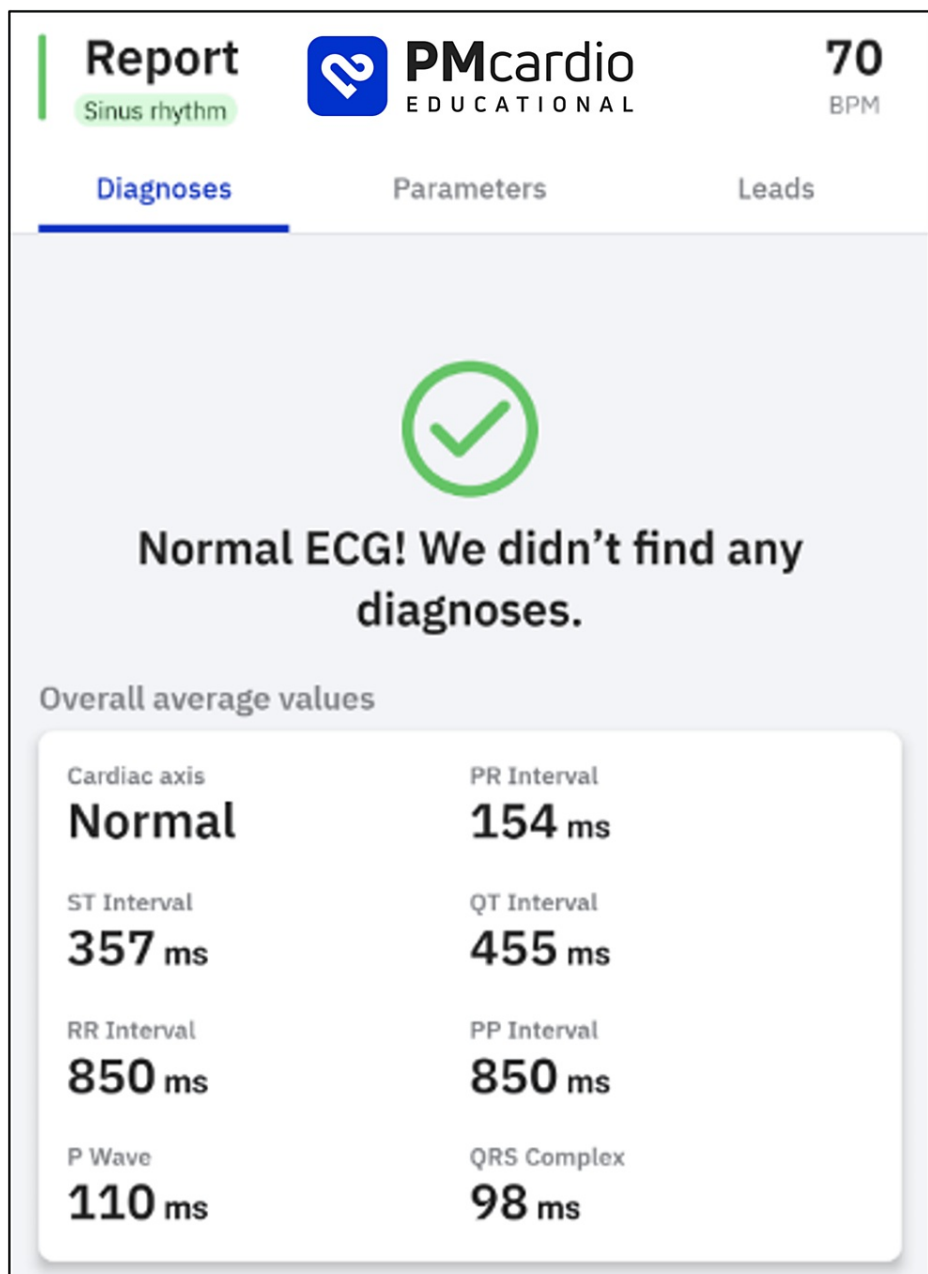 Report
PMcardio
70
Sinus rhythm
EDUCATIONAL
BPM
Diagnoses
Parameters
Leads
Normal ECG! We didn’t find any
diagnoses.
Overall average values
Cardiac axis
Normal
PR Interval
154 ms
ST Interval
357 ms
QT Interval
455 ms
RR Interval
850 ms
PP Interval
850 ms
P Wave
110 ms
QRS Complex
98 ms